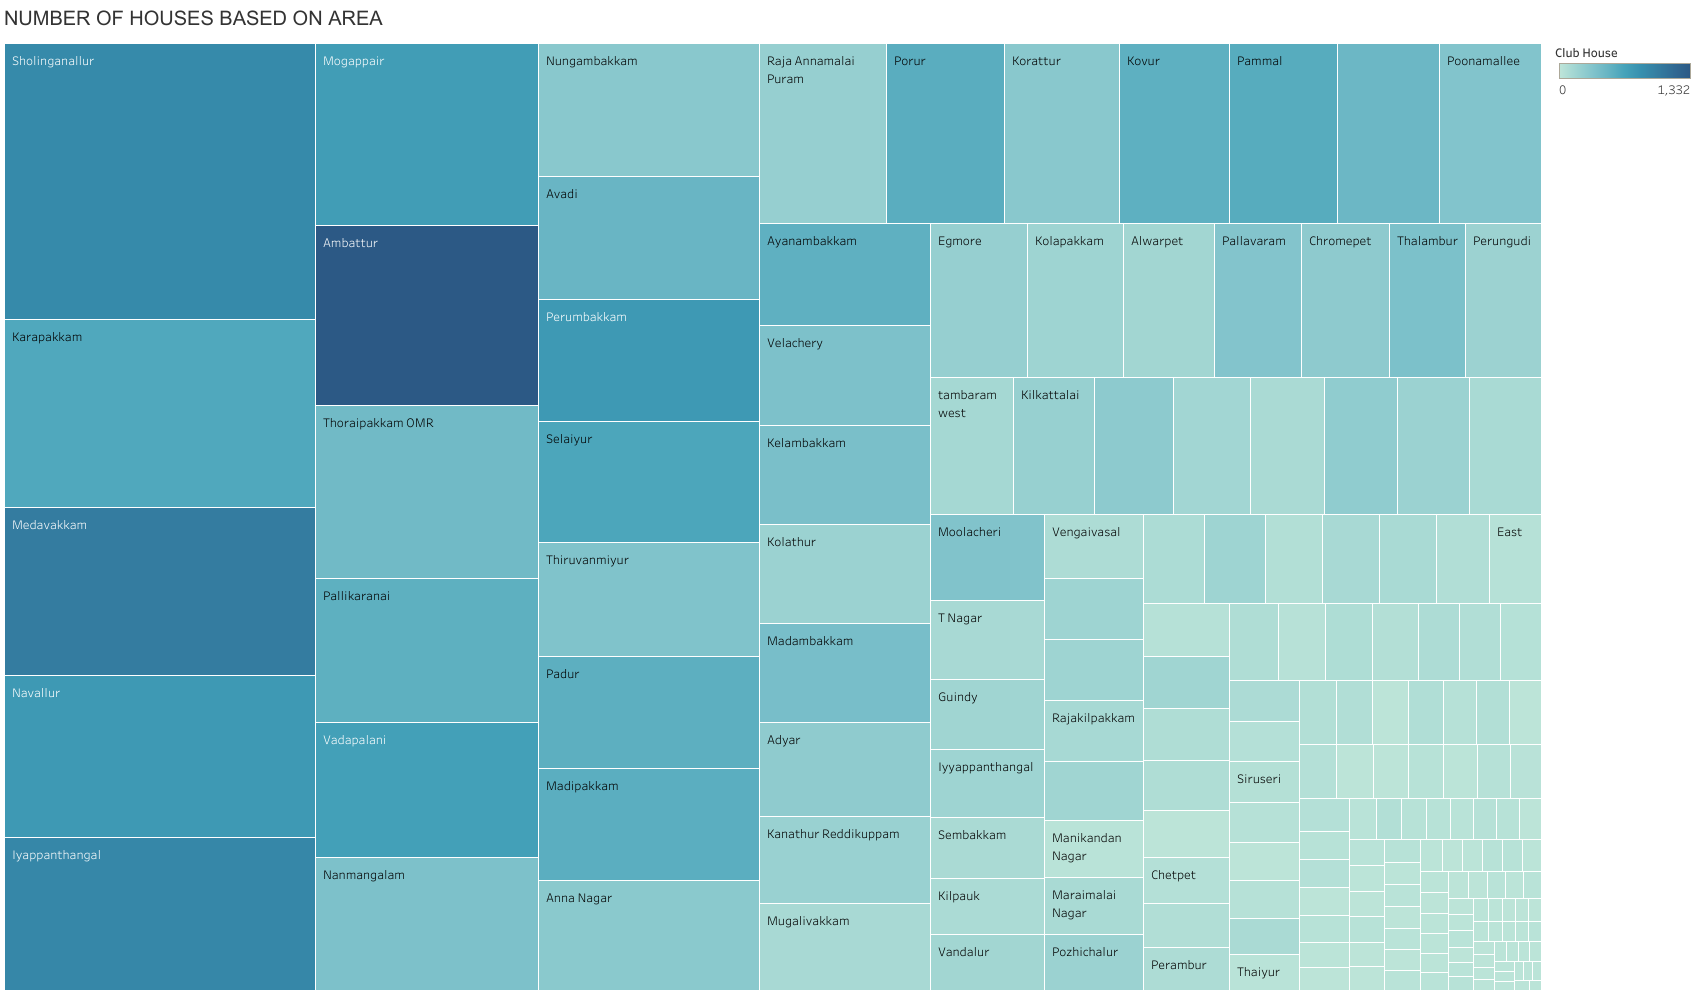 NUMBER OF HOUSES BASED ON AREA
Club House
0 1,332
Sholinganallur
Karapakkam
Medavakkam
Navallur
Iyappanthangal
Mogappair
Ambattur
Thoraipakkam OMR
Pallikaranai
Vadapalani
Nanmangalam
Nungambakkam
Avadi
Perumbakkam
Selaiyur
Thiruvanmiyur
Padur
Madipakkam
Anna Nagar
Raja Annamalai
Puram
Porur
Korattur
Kovur
Pammal
Poonamallee
Ayanambakkam
Velachery
Kelambakkam
Kolathur
Madambakkam
Adyar
Kanathur Reddikuppam
Mugalivakkam
Egmore
Kolapakkam
Alwarpet
Pallavaram
Chromepet
Thalambur
Perungudi
tambaram
west
Kilkattalai
Moolacheri
T Nagar
Guindy
Iyyappanthangal
Sembakkam
Kilpauk
Vandalur
Vengaivasal
Rajakilpakkam
Manikandan
Nagar
Maraimalai
Nagar
Pozhichalur
East
Chetpet
Perambur
Siruseri
Thaiyur